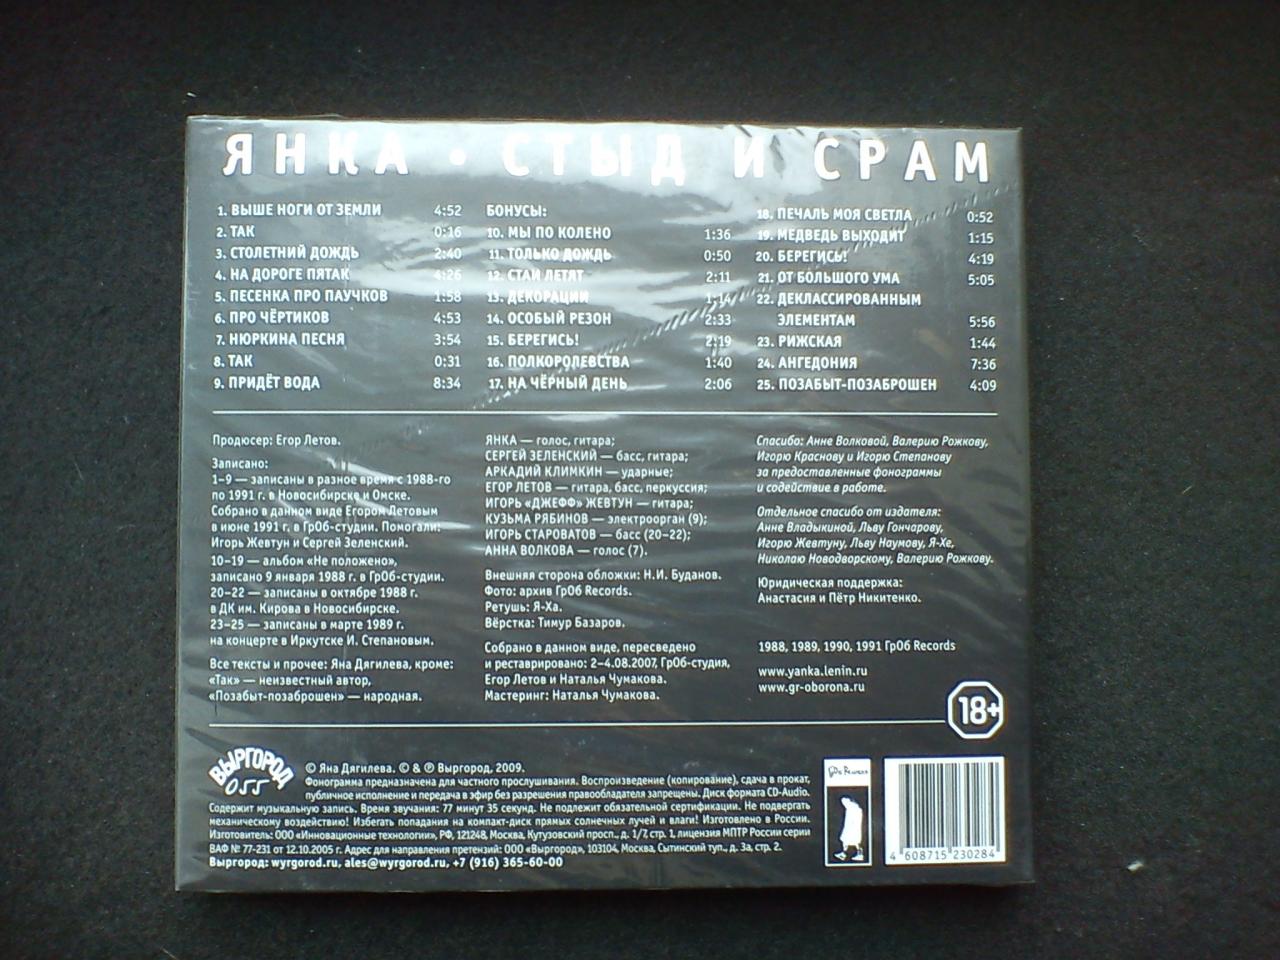 ЯНКА • СТЫД И СРАМ
1. ВЫШЕ НОГИ ОТ ЗЕМЛИ 4:52
2. ТАК 0:16
3. СТОЛЕТНИЙ ДОЖДЬ 2:40
4. НА ДОРОГЕ ПЯТАК 4:26
5. ПЕСЕНКА ПРО ПАУЧКОВ 1:58
6. ПРО ЧЁРТИКОВ 4:53
7. НЮРКИНА ПЕСНЯ 3:54
8. ТАК 0:31
9. ПРИДЁТ ВОДА 8:34
БОНУСЫ:
10. МЫ ПО КОЛЕНО 1:36
11. ТОЛЬКО ДОЖДЬ 0:50
12. СТАИ ЛЕТЯТ 2:11
13. ДЕКОРАЦИИ 1:14
14. ОСОБЫЙ РЕЗОН 2:33
15. БЕРЕГИСЬ! 2:19
16. ПОЛКОРОЛЕВСТВА 1:40
17. НА ЧЁРНЫЙ ДЕНЬ 2:06
18. ПЕЧАЛЬ МОЯ СВЕТЛА 0:52
19. МЕДВЕДЬ ВЫХОДИТ 1:15
20. БЕРЕГИСЬ! 4:19
21. ОТ БОЛЬШОГО УМА 5:05
22. ДЕКЛАССИРОВАННЫМ
ЭЛЕМЕНТАМ 5:56
23. РИЖСКАЯ 1:44
24. АНГЕДОНИЯ 7:36
25. ПОЗАБЫТ-ПОЗАБРОШЕН 4:09
Продюсер: Егор Летов.
Записано:
1–9 — записаны в разное время с 1988-го
по 1991 г. в Новосибирске и Омске.
Собрано в данном виде Егором Летовым
в июне 1991 г. в ГрОб-студии. Помогали:
Игорь Жевтун и Сергей Зеленский.
10–19 — альбом «Не положено»,
записано 9 января 1988 г. в ГрОб-студии.
20–22 — записаны в октябре 1988 г.
в ДК им. Кирова в Новосибирске.
23–25 — записаны в марте 1989 г.
на концерте в Иркутске И. Степановым.
Все тексты и прочее: Яна Дягилева, кроме:
«Так» — неизвестный автор,
«Позабыт-позаброшен» — народная.
ЯНКА — голос, гитара;
СЕРГЕЙ ЗЕЛЕНСКИЙ — басс, гитара;
АРКАДИЙ КЛИМКИН — ударные;
ЕГОР ЛЕТОВ — гитара, басс, перкуссия;
ИГОРЬ «ДЖЕФФ» ЖЕВТУН — гитара;
КУЗЬМА РЯБИНОВ — электроорган (9);
ИГОРЬ СТАРОВАТОВ — басс (20–22);
АННА ВОЛКОВА — голос (7).
Внешняя сторона обложки: Н.И. Буданов.
Фото: архив ГрОб Records.
Ретушь: Я-Ха.
Вёрстка: Тимур Базаров.
Собрано в данном виде, пересведено
и реставрировано: 2–4.08.2007, ГрОб-студия,
Егор Летов и Наталья Чумакова.
Мастеринг: Наталья Чумакова.
Спасибо: Анне Волковой, Валерию Рожкову,
Игорю Краснову и Игорю Степанову
за предоставленные фонограммы
и содействие в работе.
Отдельное спасибо от издателя:
Анне Владыкиной, Льву Гончарову,
Игорю Жевтуну, Льву Наумову, Я-Хе,
Николаю Новодворскому, Валерию Рожкову.
Юридическая поддержка:
Анастасия и Пётр Никитенко.
1988, 1989, 1990, 1991 ГрОб Records
www.yanka.lenin.ru
www.gr-oborona.ru
18+
ВЫРГОРОД
055
© Яна Дягилева. © & ℗ Выргород, 2009.
Фонограмма предназначена для частного прослушивания. Воспроизведение (копирование), сдача в прокат,
публичное исполнение и передача в эфир без разрешения правообладателя запрещены. Диск формата CD-Audio.
Содержит музыкальную запись. Время звучания: 77 минут 35 секунд. Не подлежит обязательной сертификации. Не подвергать
механическому воздействию! Избегать попадания на компакт-диск прямых солнечных лучей и влаги! Изготовлено в России.
Изготовитель: ООО «Инновационные технологии», РФ, 121248, Москва, Кутузовский просп., д. 1/7, стр. 1, лицензия МПТР России серии
ВАФ № 77-231 от 12.10.2005 г. Адрес для направления претензий: ООО «Выргород», 103104, Москва, Сытинский туп., д. 3а, стр. 2.
Выргород: wyrgorod.ru, ales@wyrgorod.ru, +7 (916) 365-60-00
4 608715 230284